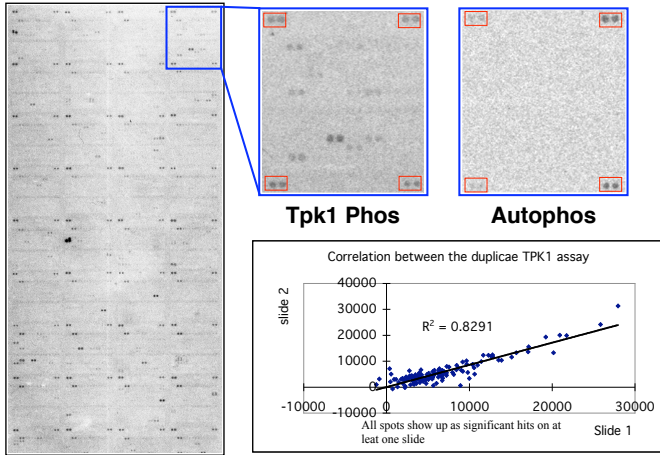 Tpk1 Phos
Autophos
Correlation between the duplicae TPK1 assay
slide 2
40000
30000
20000
10000
0
-10000
R² = 0.8291
-10000
0
10000
20000
30000
All spots show up as significant hits on at
leat one slide
Slide 1